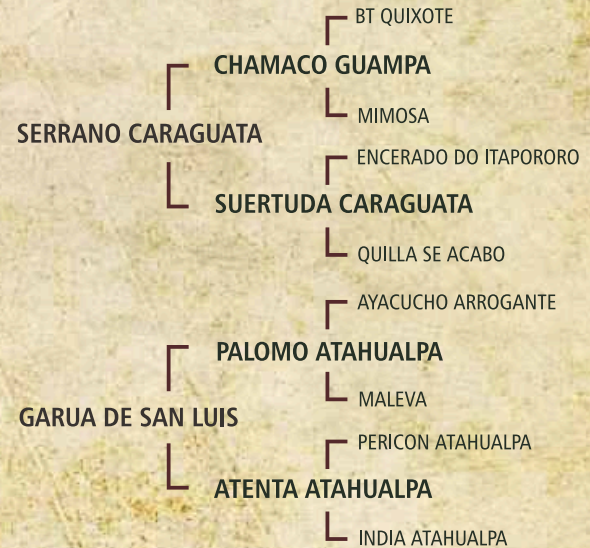 BT QUIXOTE
CHAMACO GUAMPA
MIMOSA
SERRANO CARAGUATA
ENCERADO DO ITAPORORO
SUERTUDA CARAGUATA
QUILLA SE ACABO
AYACUCHO ARROGANTE
PALOMO ATAHUALPA
MALEVA
GARUA DE SAN LUIS
PERICON ATAHUALPA
ATENTA ATAHUALPA
INDIA ATAHUALPA